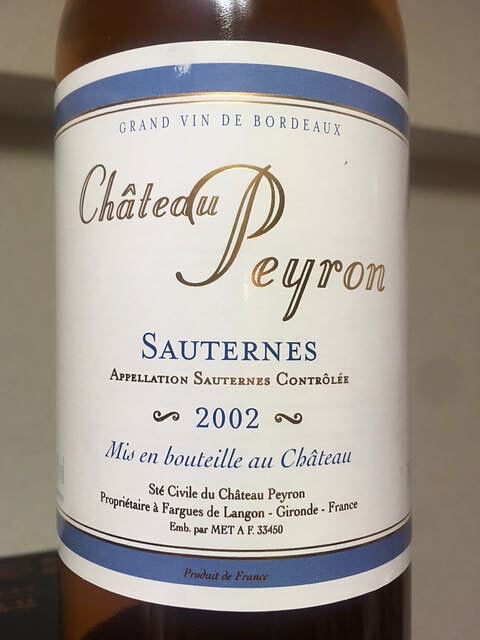 GRAND VIN DE BORDEAUX
Château Peyron
SAUTERNES
APPELLATION SAUTERNES CONTRÔLÉE
2002
Mis en bouteille au Château
Sté Civile du Château Peyron
Propriétaire à Fargues de Langon - Gironde - France
Emb. par MET A F. 33450
Produit de France